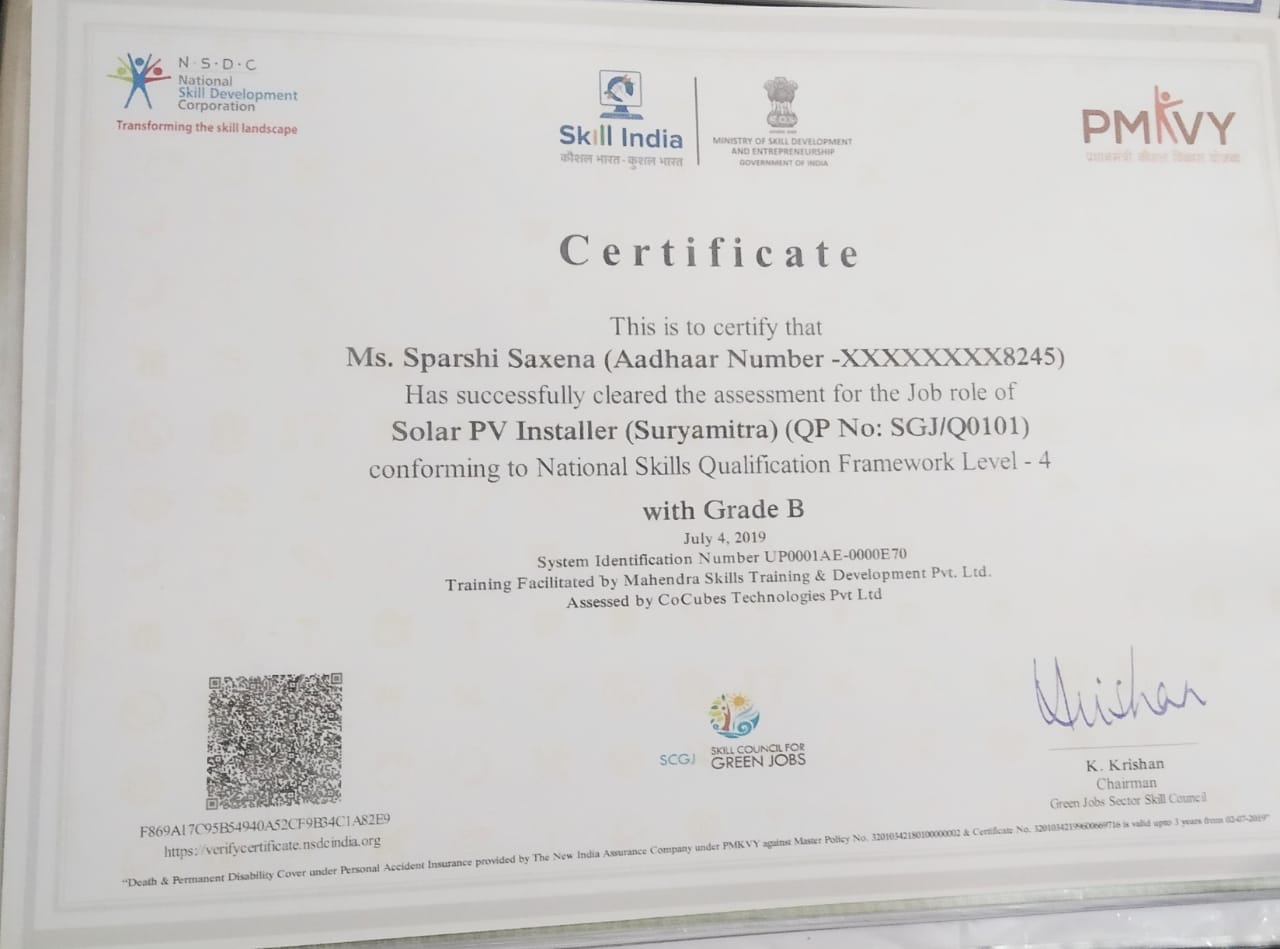 N·S·D·C
National
Skill Development
Corporation
Transforming the skill landscape
Skill India
कौशल भारत - कुशल भारत
MINISTRY OF SKILL DEVELOPMENT
AND ENTREPRENEURSHIP
GOVERNMENT OF INDIA
PMKVY
प्रधानमंत्री कौशल विकास योजना
Certificate
This is to certify that
Ms. Sparshi Saxena (Aadhaar Number -XXXXXXXX8245)
Has successfully cleared the assessment for the Job role of
Solar PV Installer (Suryamitra) (QP No: SGJ/Q0101)
conforming to National Skills Qualification Framework Level - 4
with Grade B
July 4, 2019
System Identification Number UP0001AE-0000E70
Training Facilitated by Mahendra Skills Training & Development Pvt. Ltd.
Assessed by CoCubes Technologies Pvt Ltd
F869A17C95B54940A52CF9B34C1A82E9
https://verifycertificate.nsdcindia.org
SCGJ
SKILL COUNCIL FOR
GREEN JOBS
Krishan
K. Krishan
Chairman
Green Jobs Sector Skill Council
"Death & Permanent Disability Cover under Personal Accident Insurance provided by The New India Assurance Company under PMKVY against Master Policy No. 32010342180100000002 & Certificate No. 3201034219960066​9716 is valid upto 3 years from 02-07-2019"